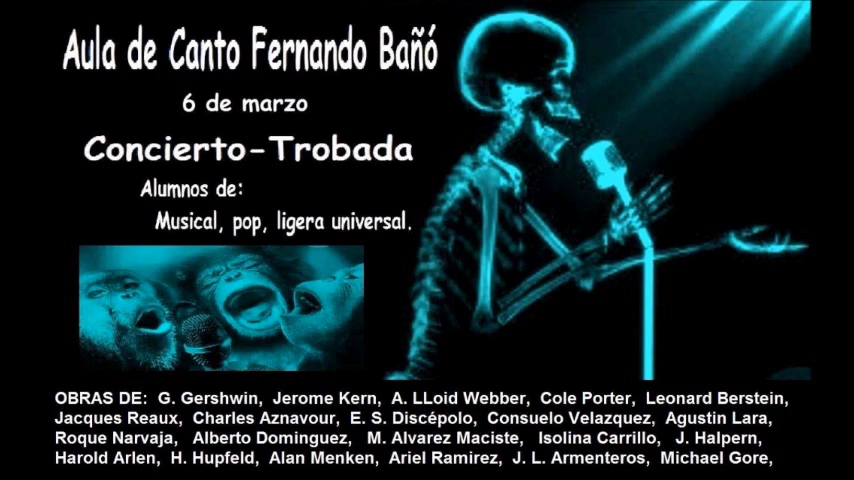 Aula de Canto Fernando Bañó
6 de marzo
Concierto-Trobada
Alumnos de:
Musical, pop, ligera universal.
OBRAS DE: G. Gershwin, Jerome Kern, A. LLoid Webber, Cole Porter, Leonard Berstein,
Jacques Reaux, Charles Aznavour, E. S. Discépolo, Consuelo Velazquez, Agustin Lara,
Roque Narvaja, Alberto Dominguez, M. Alvarez Maciste, Isolina Carrillo, J. Halpern,
Harold Arlen, H. Hupfeld, Alan Menken, Ariel Ramirez, J. L. Armenteros, Michael Gore,